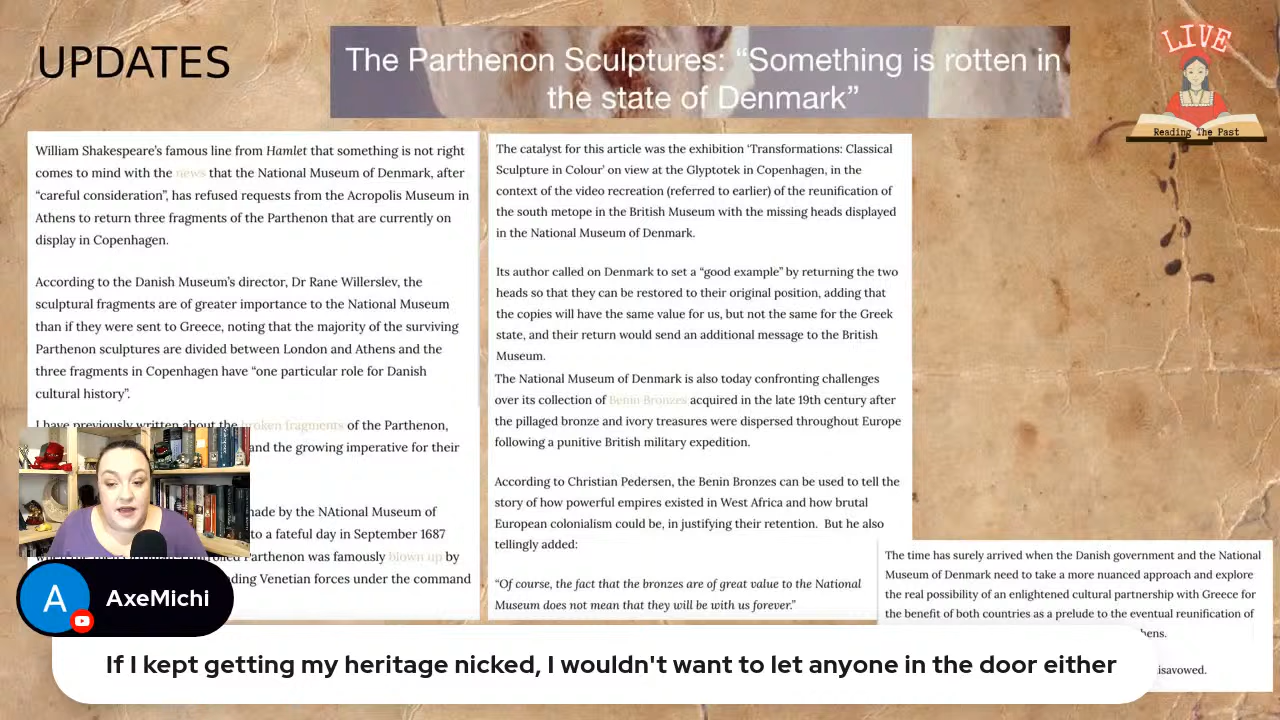 UPDATES
The Parthenon Sculptures: “Something is rotten in
the state of Denmark”
LIVE
Reading The Past
William Shakespeare’s famous line from Hamlet that something is not right
comes to mind with the news that the National Museum of Denmark, after
“careful consideration”, has refused requests from the Acropolis Museum in
Athens to return three fragments of the Parthenon that are currently on
display in Copenhagen.
According to the Danish Museum’s director, Dr Rane Willerslev, the
sculptural fragments are of greater importance to the National Museum
than if they were sent to Greece, noting that the majority of the surviving
Parthenon sculptures are divided between London and Athens and the
three fragments in Copenhagen have “one particular role for Danish
cultural history”.
I have previously written about the broken fragments of the Parthenon,
and the growing imperative for their
made by the NAtional Museum of
to a fateful day in September 1687
Parthenon was famously blown up by
Venetian forces under the command
The catalyst for this article was the exhibition ‘Transformations: Classical
Sculpture in Colour’ on view at the Glyptotek in Copenhagen, in the
context of the video recreation (referred to earlier) of the reunification of
the south metope in the British Museum with the missing heads displayed
in the National Museum of Denmark.
Its author called on Denmark to set a “good example” by returning the two
heads so that they can be restored to their original position, adding that
the copies will have the same value for us, but not the same for the Greek
state, and their return would send an additional message to the British
Museum.
The National Museum of Denmark is also today confronting challenges
over its collection of Benin Bronzes acquired in the late 19th century after
the pillaged bronze and ivory treasures were dispersed throughout Europe
following a punitive British military expedition.
According to Christian Pedersen, the Benin Bronzes can be used to tell the
story of how powerful empires existed in West Africa and how brutal
European colonialism could be, in justifying their retention. But he also
tellingly added:
“Of course, the fact that the bronzes are of great value to the National
Museum does not mean that they will be with us forever.”
The time has surely arrived when the Danish government and the National
Museum of Denmark need to take a more nuanced approach and explore
the real possibility of an enlightened cultural partnership with Greece for
the benefit of both countries as a prelude to the eventual reunification of
A AxeMichi
If I kept getting my heritage nicked, I wouldn't want to let anyone in the door either